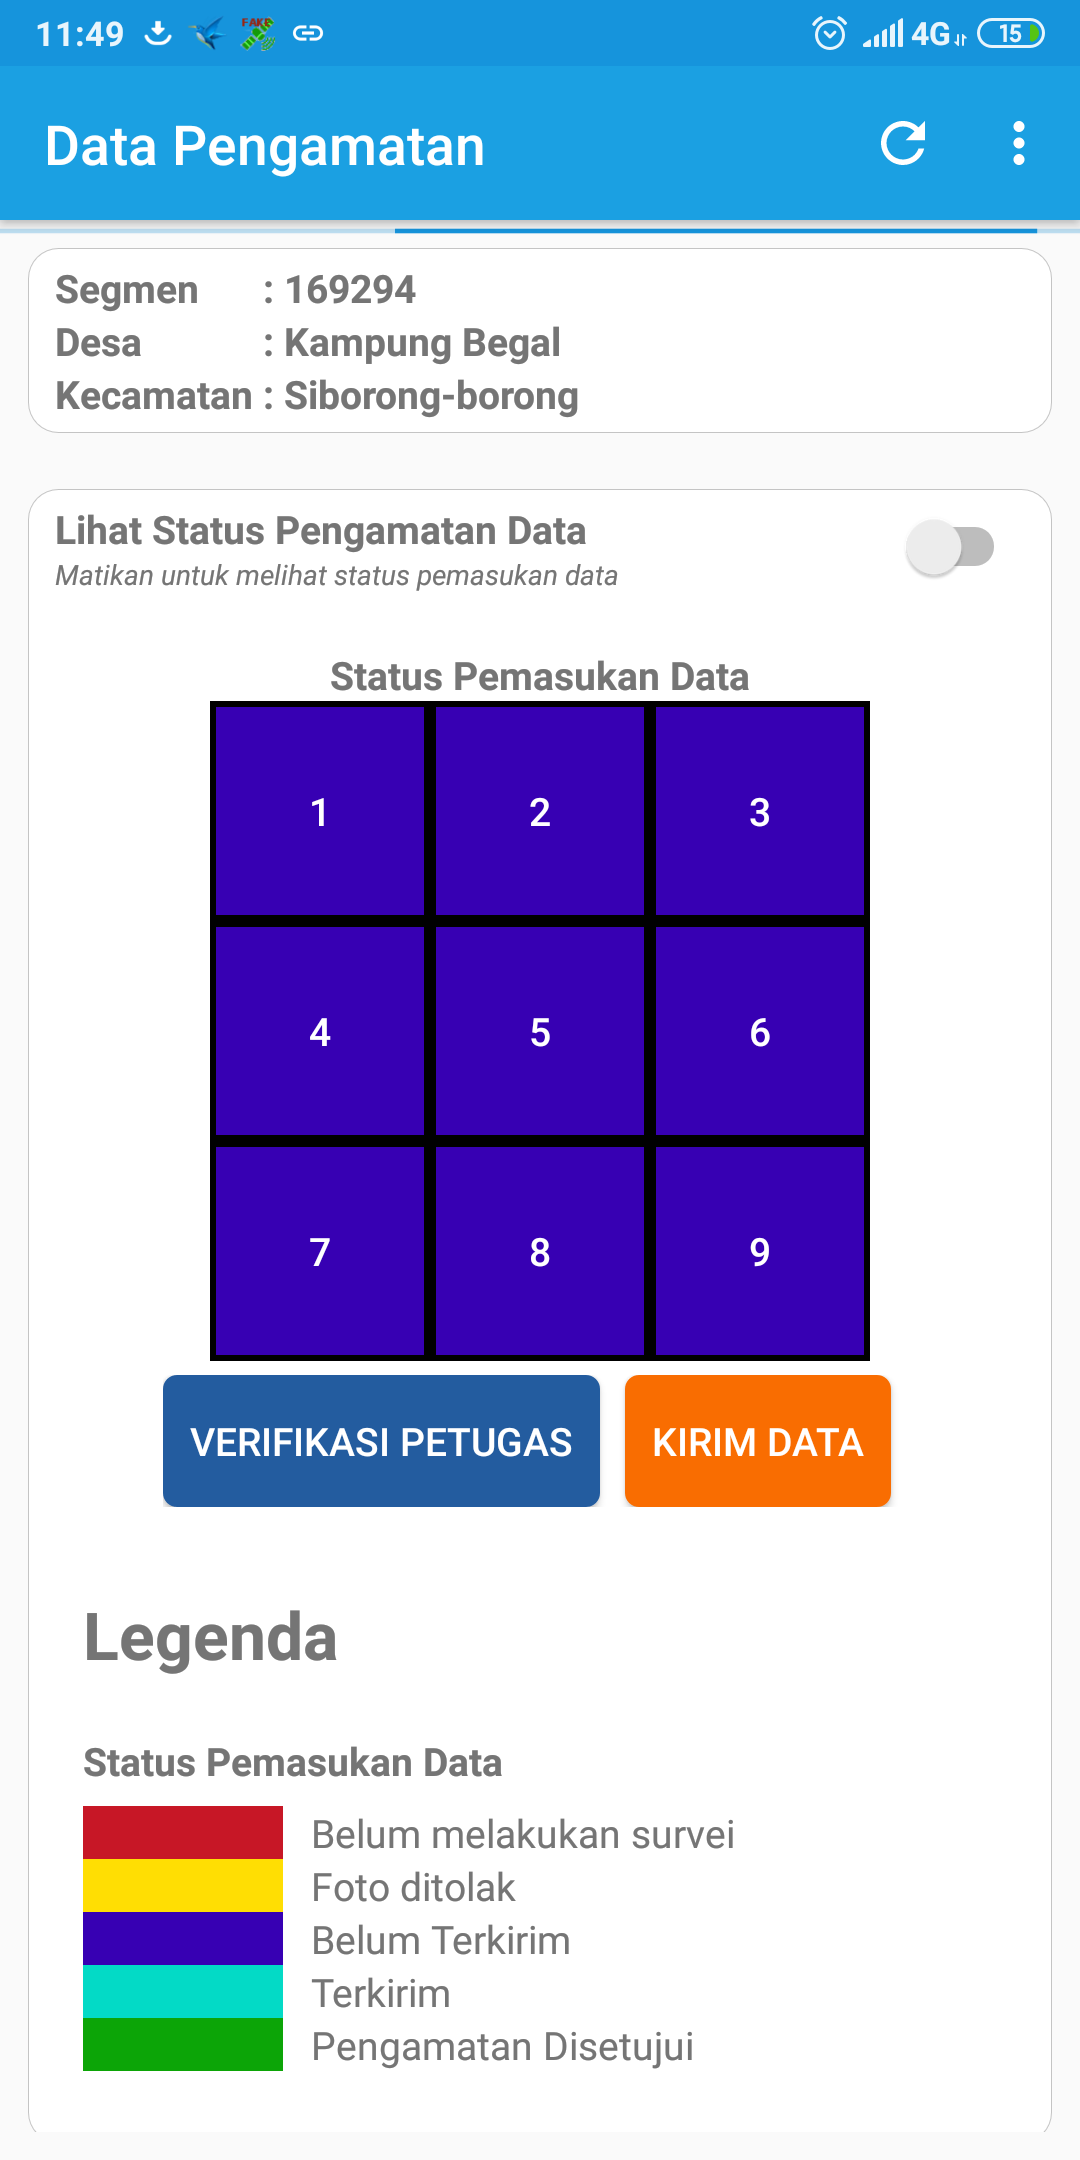 11:49 FAKE 4G 15
Data Pengamatan
Segmen : 169294
Desa : Kampung Begal
Kecamatan : Siborong-borong
Lihat Status Pengamatan Data
Matikan untuk melihat status pemasukan data
Status Pemasukan Data
1 2 3
4 5 6
7 8 9
VERIFIKASI PETUGAS KIRIM DATA
Legenda
Status Pemasukan Data
Belum melakukan survei
Foto ditolak
Belum Terkirim
Terkirim
Pengamatan Disetujui